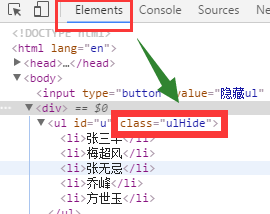 Elements Console
<!DOCTYPE html>
<html lang="en">
<head>…</head>
<body>
<input type="button" value="隐藏ul"
<div> == $0
<ul id="u" class="ulHide">
<li>张三丰</li>
<li>梅超风</li>
<li>张无忌</li>
<li>乔峰</li>
<li>方世玉</li>
</ul>